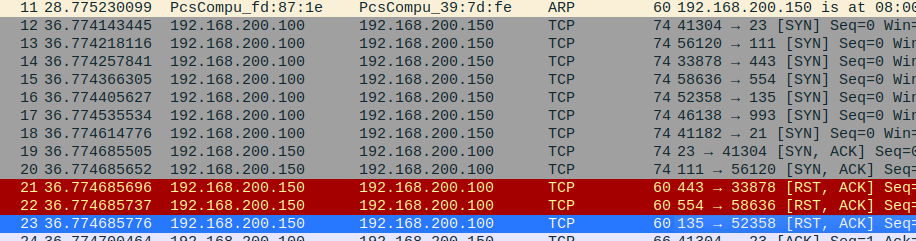 11 28.775230099 PcsCompu_fd:87:1e PcsCompu_39:7d:fe ARP 60 192.168.200.150 is at 08:00
12 36.774143445 192.168.200.100 192.168.200.150 TCP 74 41304 → 23 [SYN] Seq=0 Win=
13 36.774218116 192.168.200.100 192.168.200.150 TCP 74 56120 → 111 [SYN] Seq=0 Win
14 36.774257841 192.168.200.100 192.168.200.150 TCP 74 33878 → 443 [SYN] Seq=0 Win
15 36.774366305 192.168.200.100 192.168.200.150 TCP 74 58636 → 554 [SYN] Seq=0 Win
16 36.774405627 192.168.200.100 192.168.200.150 TCP 74 52358 → 135 [SYN] Seq=0 Win
17 36.774535534 192.168.200.100 192.168.200.150 TCP 74 46138 → 993 [SYN] Seq=0 Win
18 36.774614776 192.168.200.100 192.168.200.150 TCP 74 41182 → 21 [SYN] Seq=0 Win=
19 36.774685505 192.168.200.150 192.168.200.100 TCP 74 23 → 41304 [SYN, ACK] Seq=0
20 36.774685652 192.168.200.150 192.168.200.100 TCP 74 111 → 56120 [SYN, ACK] Seq=
21 36.774685696 192.168.200.150 192.168.200.100 TCP 60 443 → 33878 [RST, ACK] Seq=
22 36.774685737 192.168.200.150 192.168.200.100 TCP 60 554 → 58636 [RST, ACK] Seq=
23 36.774685776 192.168.200.150 192.168.200.100 TCP 60 135 → 52358 [RST, ACK] Seq=
24 36.774700464 192.168.200.100 192.168.200.150 TCP 66 41304 → 23 [ACK] Seq=1 Ack